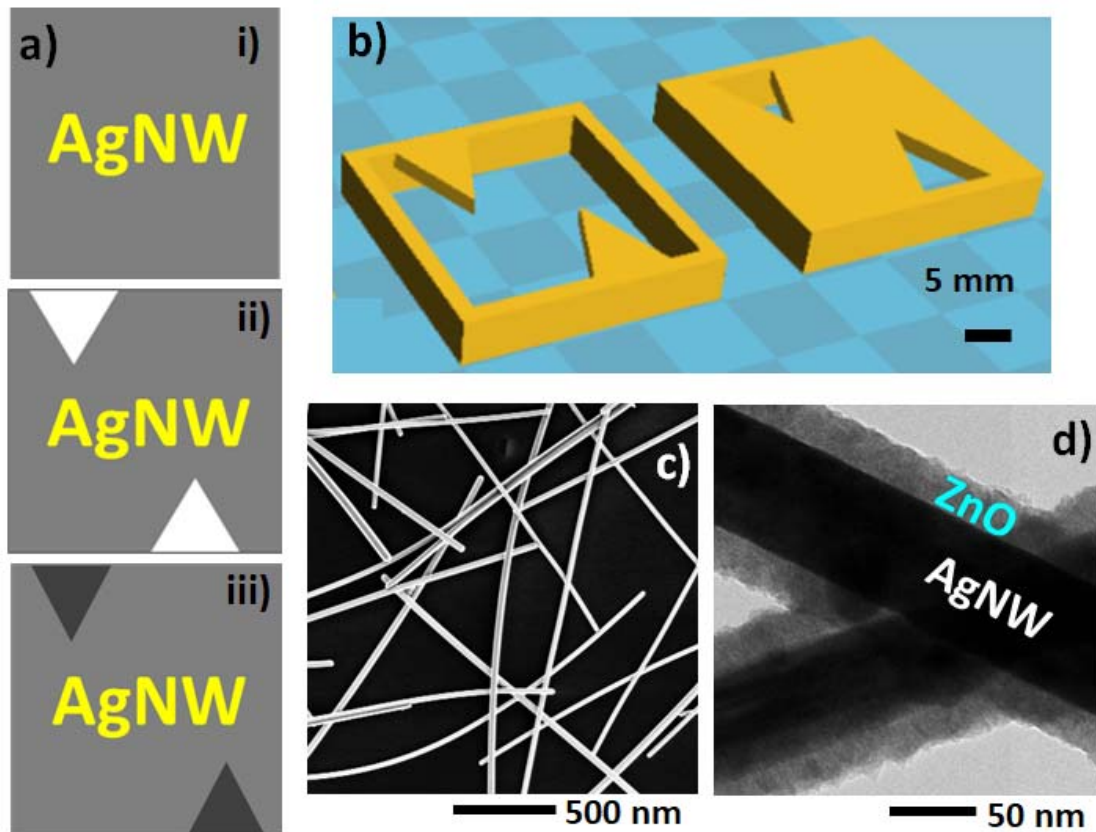 a)
i)
AgNW
ii)
AgNW
iii)
AgNW
b)
5 mm
c)
500 nm
d)
ZnO
AgNW
50 nm